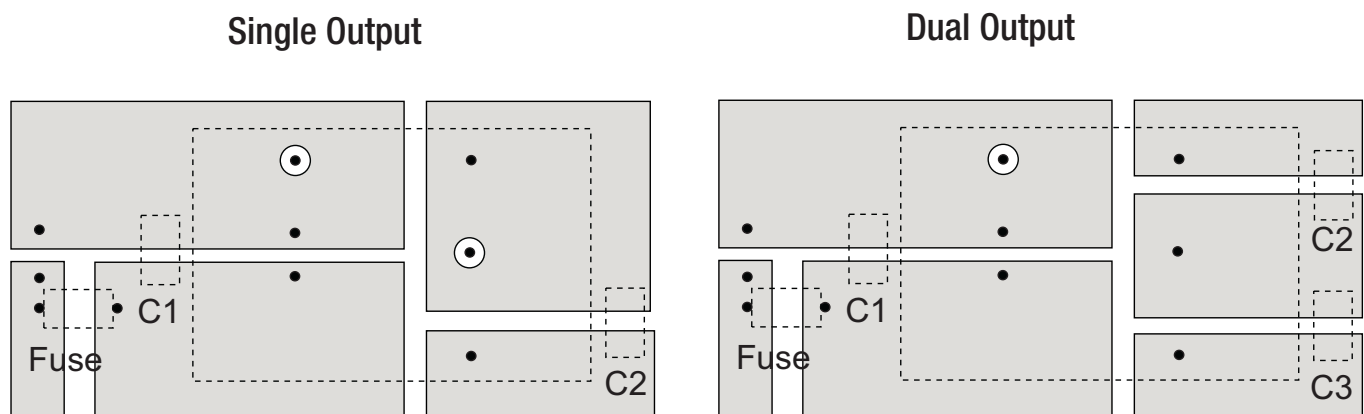 Single Output
Dual Output
C1
Fuse
C2
C1
Fuse
C2
C3